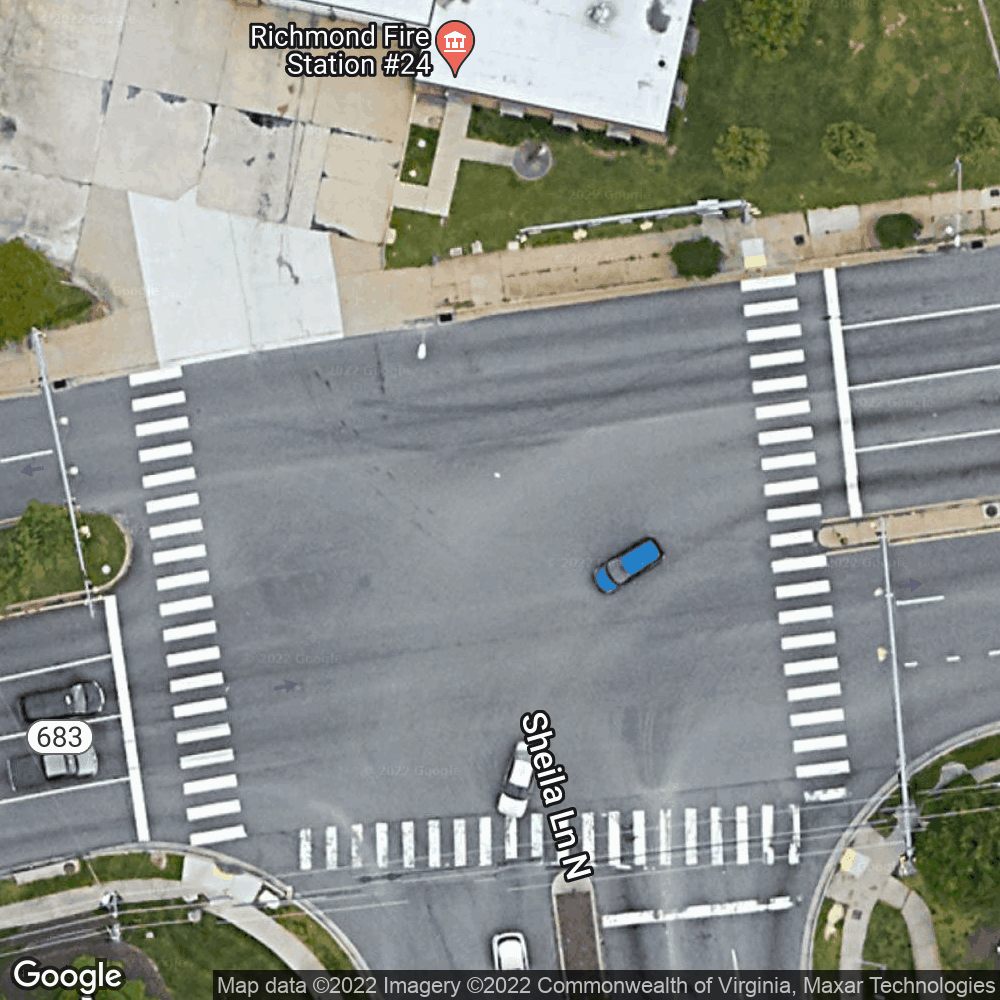 Richmond Fire
Station #24
683
Sheila Ln N
Google
Map data ©2022 Imagery ©2022 Commonwealth of Virginia, Maxar Technologies